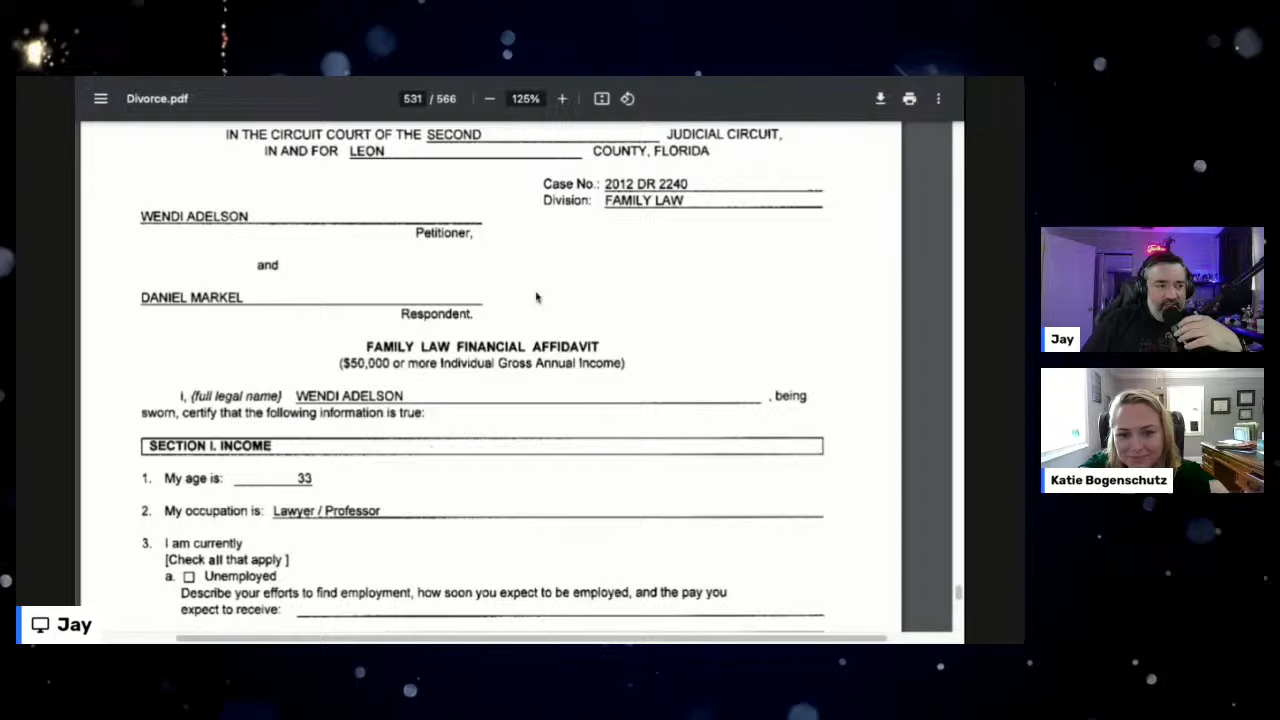 Divorce.pdf 531 / 566 125%
IN THE CIRCUIT COURT OF THE SECOND JUDICIAL CIRCUIT,
IN AND FOR LEON COUNTY, FLORIDA
Case No.: 2012 DR 2240
Division: FAMILY LAW
WENDI ADELSON
Petitioner,
and
DANIEL MARKEL
Respondent.
FAMILY LAW FINANCIAL AFFIDAVIT
($50,000 or more Individual Gross Annual Income)
I, (full legal name) WENDI ADELSON , being
sworn, certify that the following information is true:
SECTION I. INCOME
1. My age is: 33
2. My occupation is: Lawyer / Professor
3. I am currently
[Check all that apply ]
a. Unemployed
Describe your efforts to find employment, how soon you expect to be employed, and the pay you
expect to receive:
Jay
Jay
Katie Bogenschutz